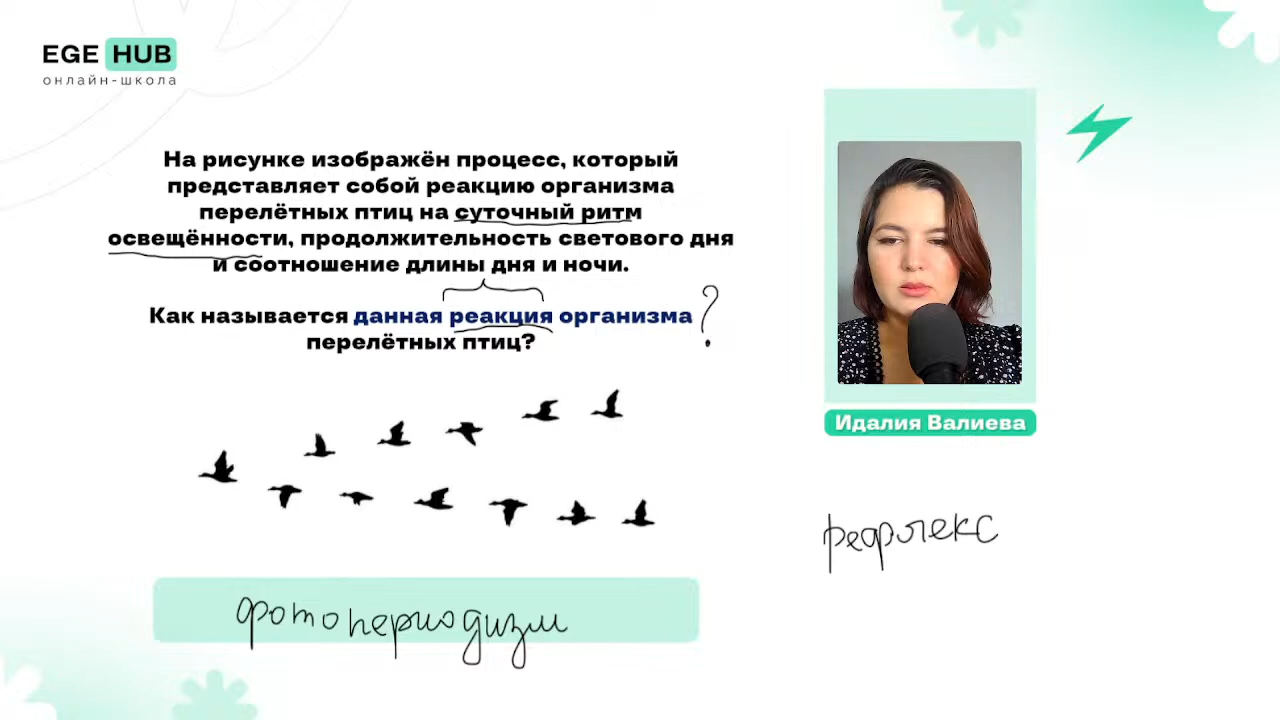 EGE HUB
онлайн-школа
На рисунке изображён процесс, который
представляет собой реакцию организма
перелётных птиц на суточный ритм
освещённости, продолжительность светового дня
и соотношение длины дня и ночи.
Как называется данная реакция организма ?
перелётных птиц?
фотопериодизм
Идалия Валиева
рефлекс